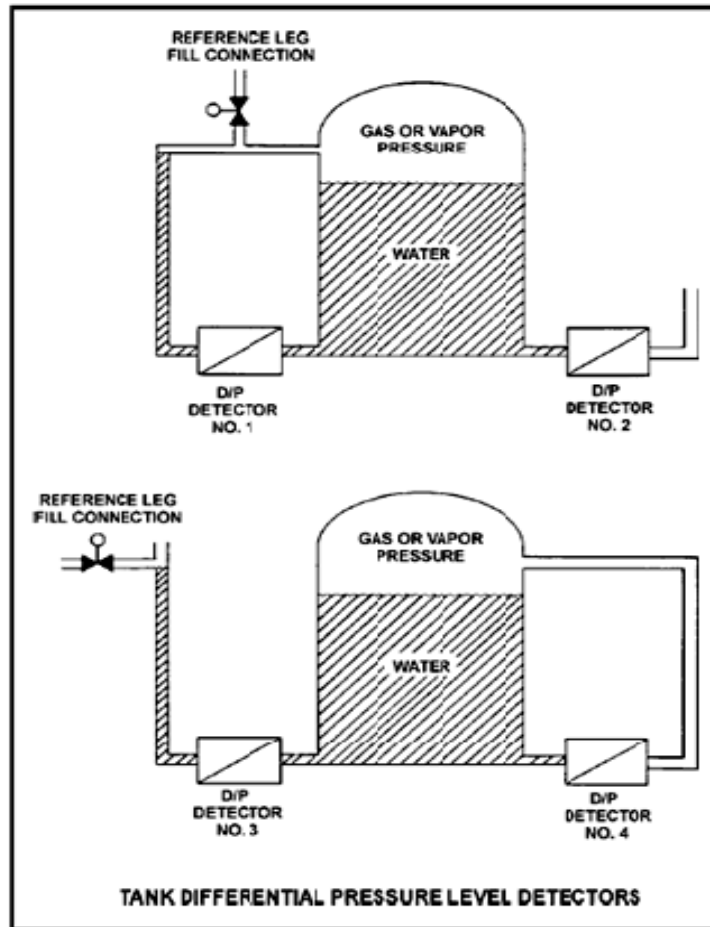 REFERENCE LEG
FILL CONNECTION
GAS OR VAPOR
PRESSURE
WATER
D/P
DETECTOR
NO. 1
D/P
DETECTOR
NO. 2
REFERENCE LEG
FILL CONNECTION
GAS OR VAPOR
PRESSURE
WATER
D/P
DETECTOR
NO. 3
D/P
DETECTOR
NO. 4
TANK DIFFERENTIAL PRESSURE LEVEL DETECTORS